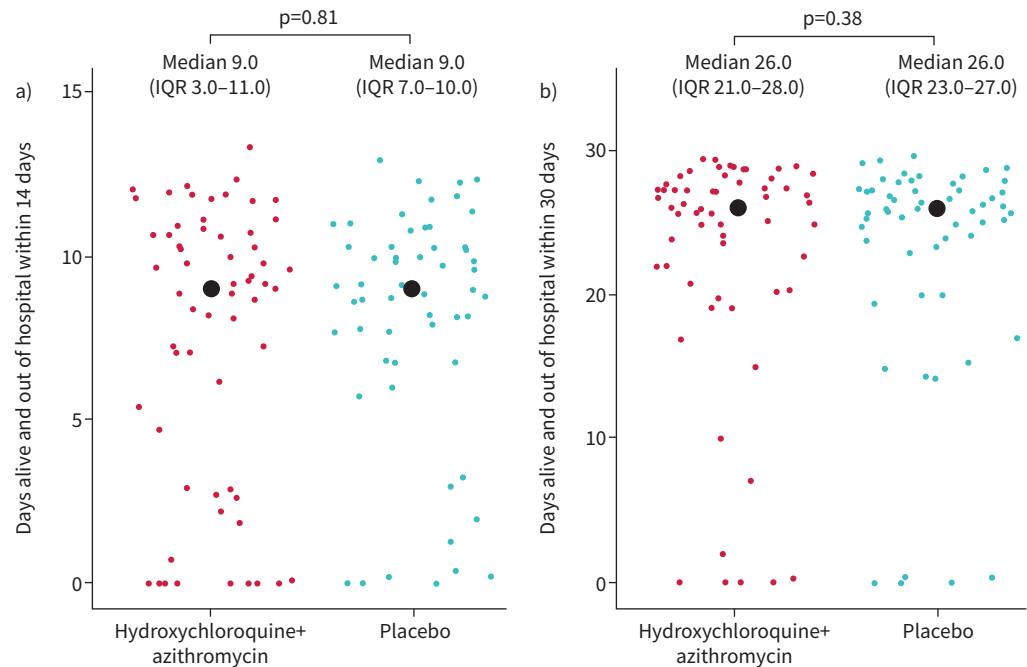 p=0.81
Median 9.0
(IQR 3.0–11.0)
Median 9.0
(IQR 7.0–10.0)
a)
15
10
5
0
Days alive and out of hospital within 14 days
Hydroxychloroquine+
azithromycin
Placebo
p=0.38
Median 26.0
(IQR 21.0–28.0)
Median 26.0
(IQR 23.0–27.0)
b)
30
20
10
0
Days alive and out of hospital within 30 days
Hydroxychloroquine+
azithromycin
Placebo